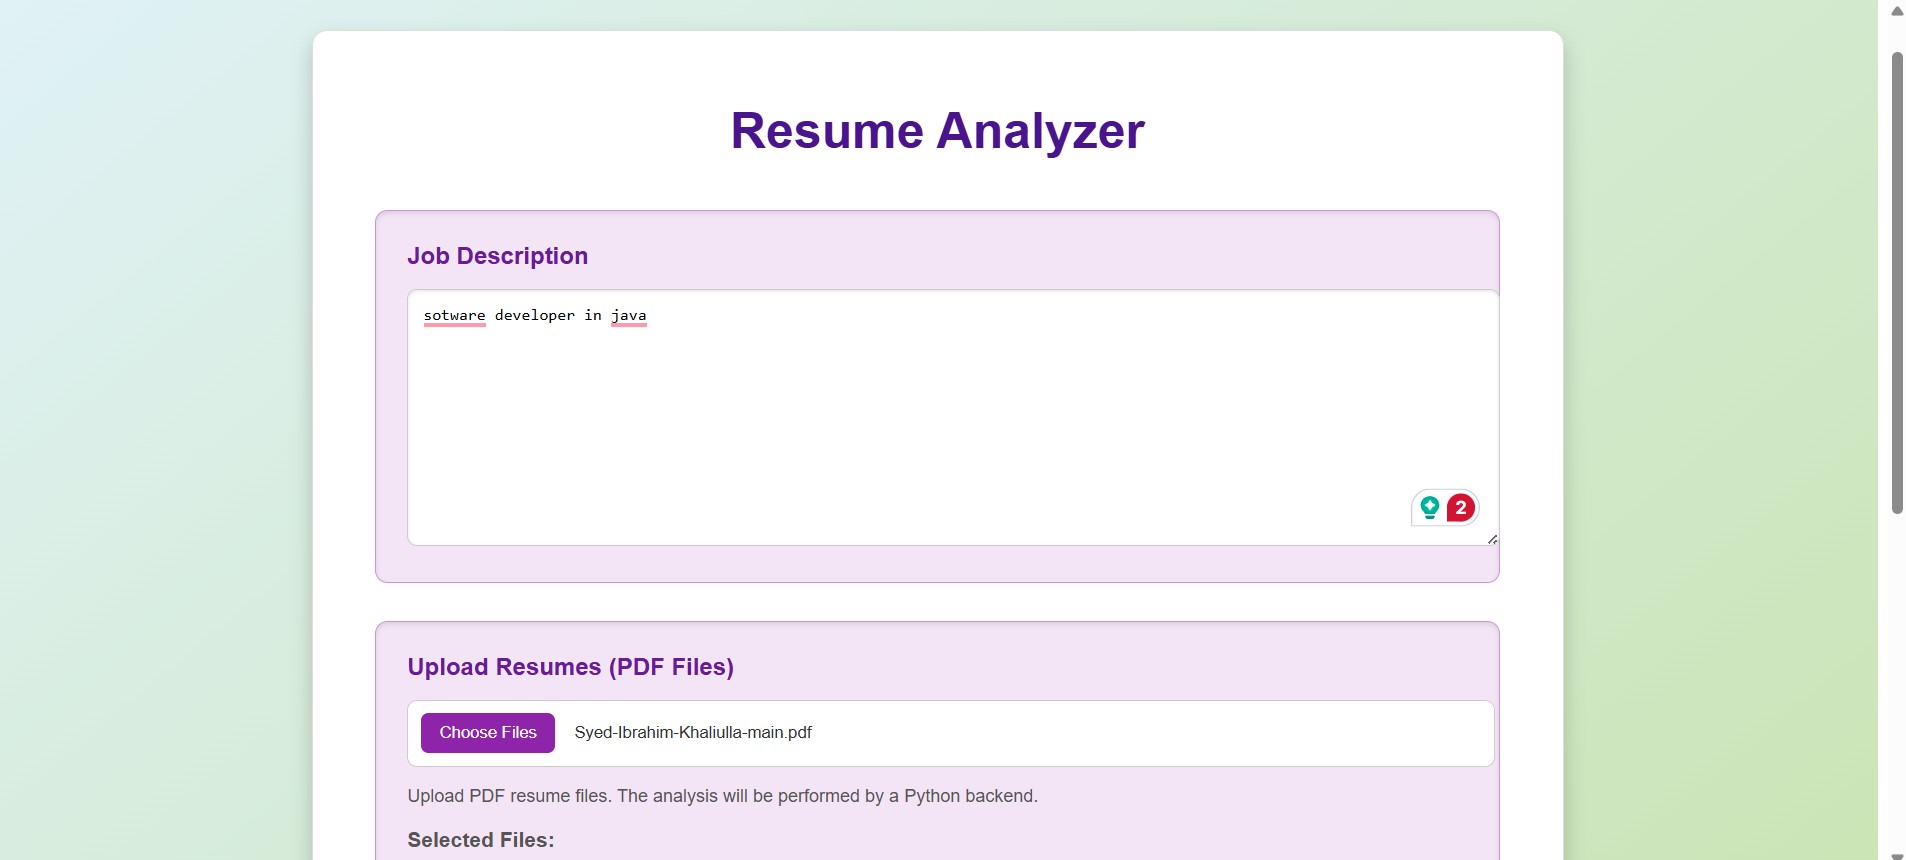 Resume Analyzer
Job Description
sotware developer in java
2
Upload Resumes (PDF Files)
Choose Files Syed-Ibrahim-Khaliulla-main.pdf
Upload PDF resume files. The analysis will be performed by a Python backend.
Selected Files: